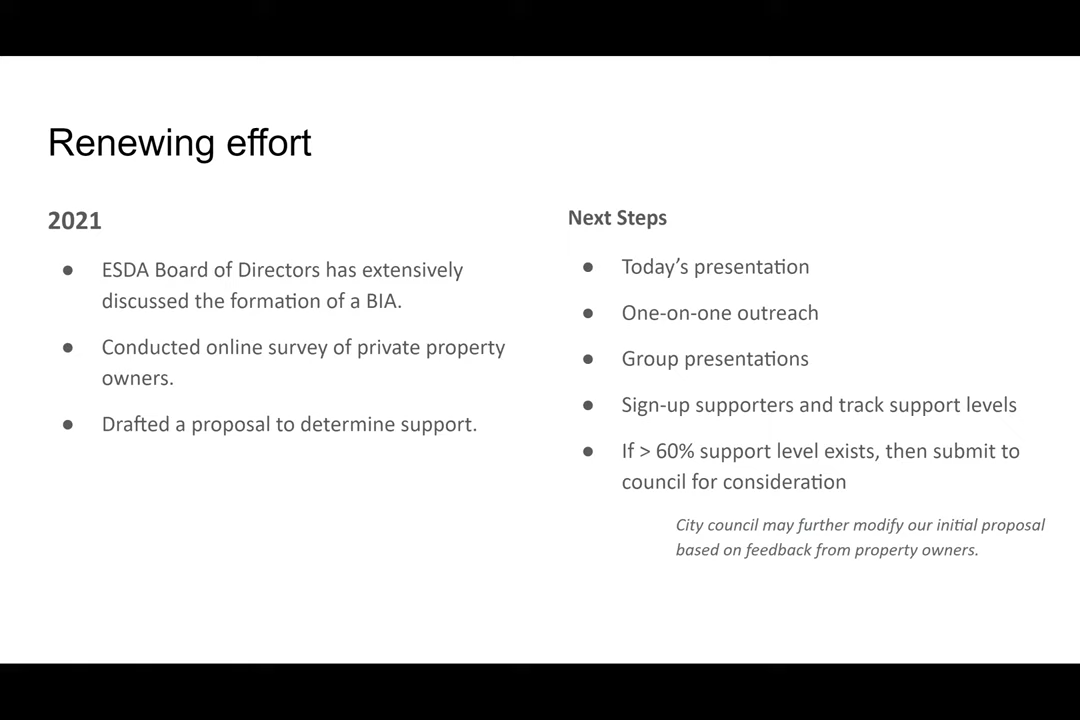 Renewing effort
2021
● ESDA Board of Directors has extensively
discussed the formation of a BIA.
● Conducted online survey of private property
owners.
● Drafted a proposal to determine support.
Next Steps
● Today's presentation
● One-on-one outreach
● Group presentations
● Sign-up supporters and track support levels
● If > 60% support level exists, then submit to
council for consideration
City council may further modify our initial proposal
based on feedback from property owners.